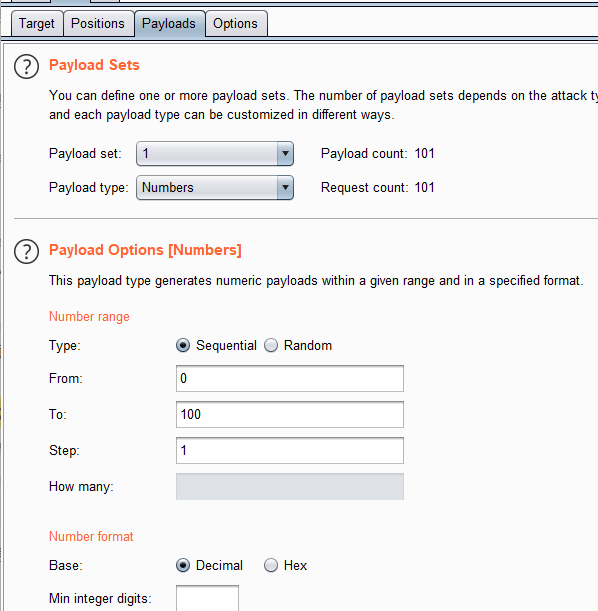 Target Positions Payloads Options
? Payload Sets
You can define one or more payload sets. The number of payload sets depends on the attack
and each payload type can be customized in different ways.
Payload set: 1 Payload count: 101
Payload type: Numbers Request count: 101
? Payload Options [Numbers]
This payload type generates numeric payloads within a given range and in a specified format.
Number range
Type: Sequential Random
From: 0
To: 100
Step: 1
How many:
Number format
Base: Decimal Hex
Min integer digits: